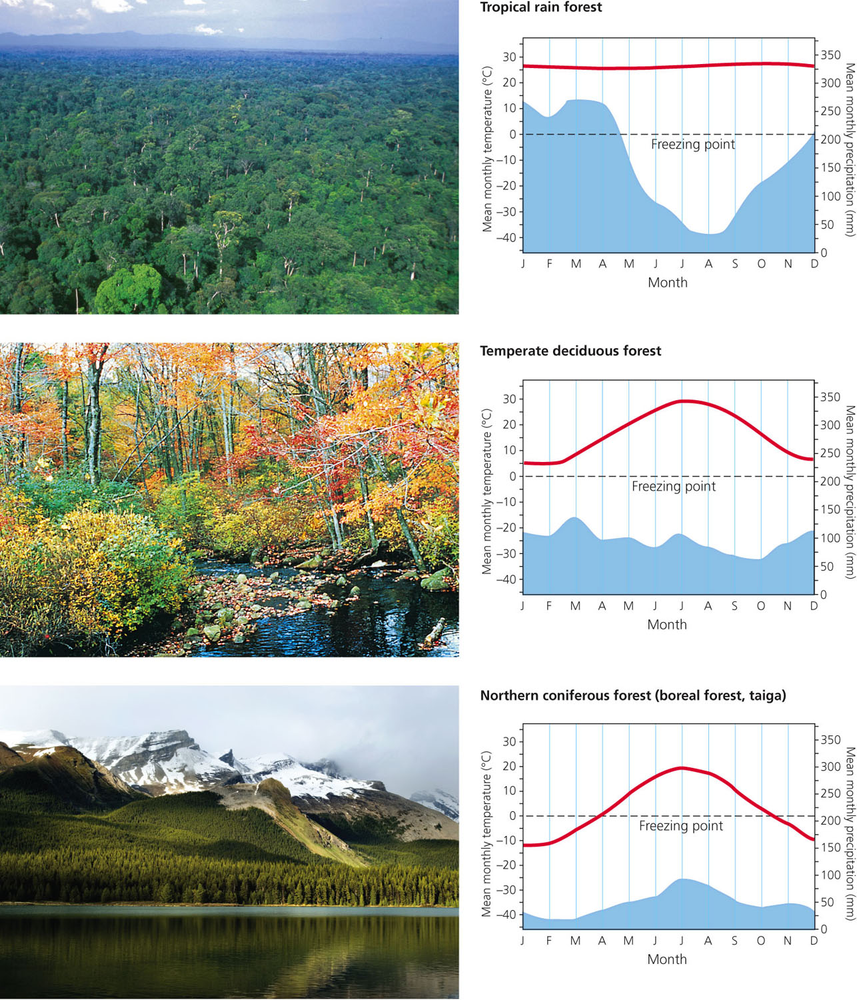 Tropical rain forest
Mean monthly temperature (°C)
30
20
10
0
–10
–20
–30
–40
Freezing point
350
300
250
200
150
100
50
0
Mean monthly precipitation (mm)
J F M A M J J A S O N D
Month
Temperate deciduous forest
Mean monthly temperature (°C)
30
20
10
0
–10
–20
–30
–40
Freezing point
350
300
250
200
150
100
50
0
Mean monthly precipitation (mm)
J F M A M J J A S O N D
Month
Northern coniferous forest (boreal forest, taiga)
Mean monthly temperature (°C)
30
20
10
0
–10
–20
–30
–40
Freezing point
350
300
250
200
150
100
50
0
Mean monthly precipitation (mm)
J F M A M J J A S O N D
Month